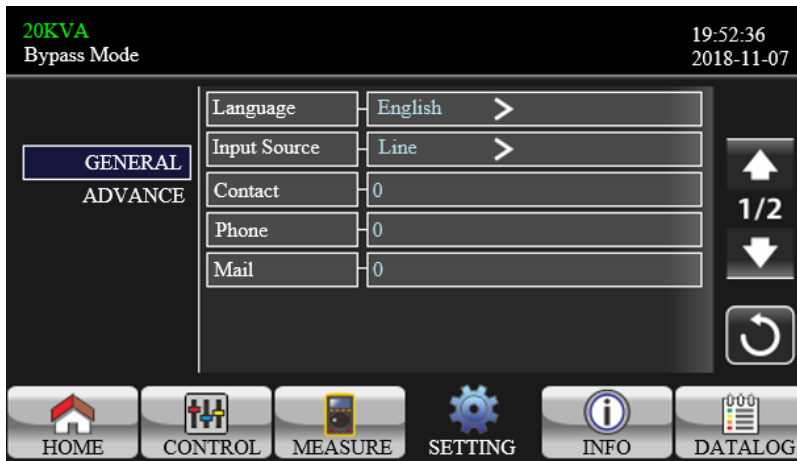 20KVA
Bypass Mode
19:52:36
2018-11-07
GENERAL
ADVANCE
Language English >
Input Source Line >
Contact 0
Phone 0
Mail 0
1/2
HOME CONTROL MEASURE SETTING INFO DATALOG